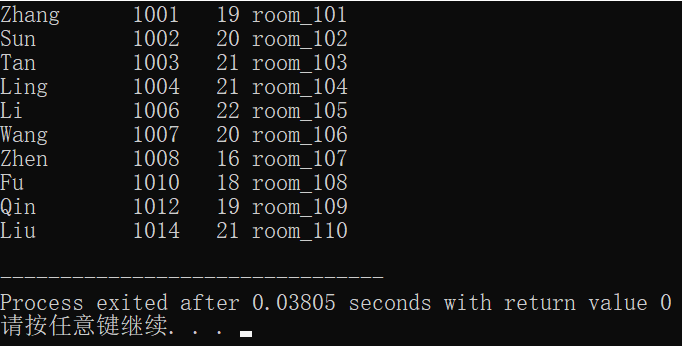 Zhang      1001   19 room_101
Sun        1002   20 room_102
Tan        1003   21 room_103
Ling       1004   21 room_104
Li         1006   22 room_105
Wang       1007   20 room_106
Zhen       1008   16 room_107
Fu         1010   18 room_108
Qin        1012   19 room_109
Liu        1014   21 room_110
--------------------------------
Process exited after 0.03805 seconds with return value 0
请按任意键继续. . .